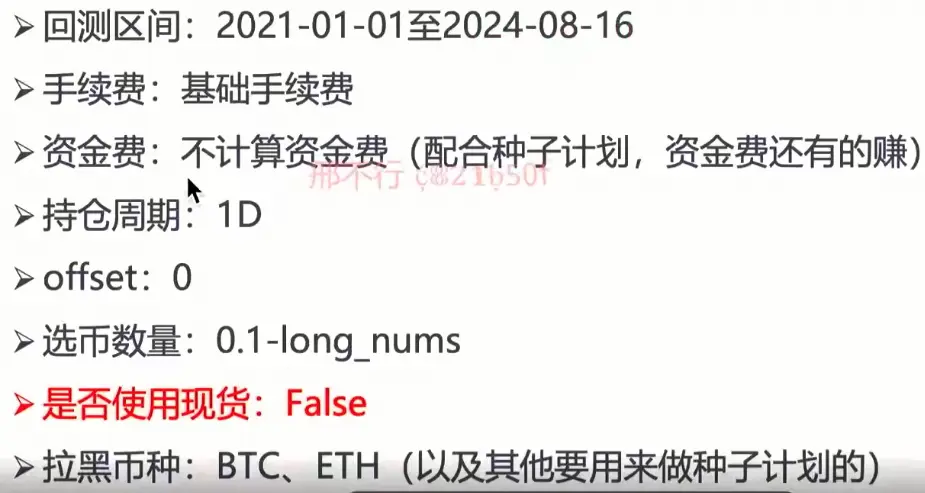 ➢回测区间：2021-01-01至2024-08-16
➢手续费：基础手续费
➢资金费：不计算资金费（配合种子计划，资金费还有的赚）
➢持仓周期：1D
➢offset：0
➢选币数量：0.1-long_nums
➢是否使用现货：False
➢拉黑币种：BTC、ETH（以及其他要用来做种子计划的）